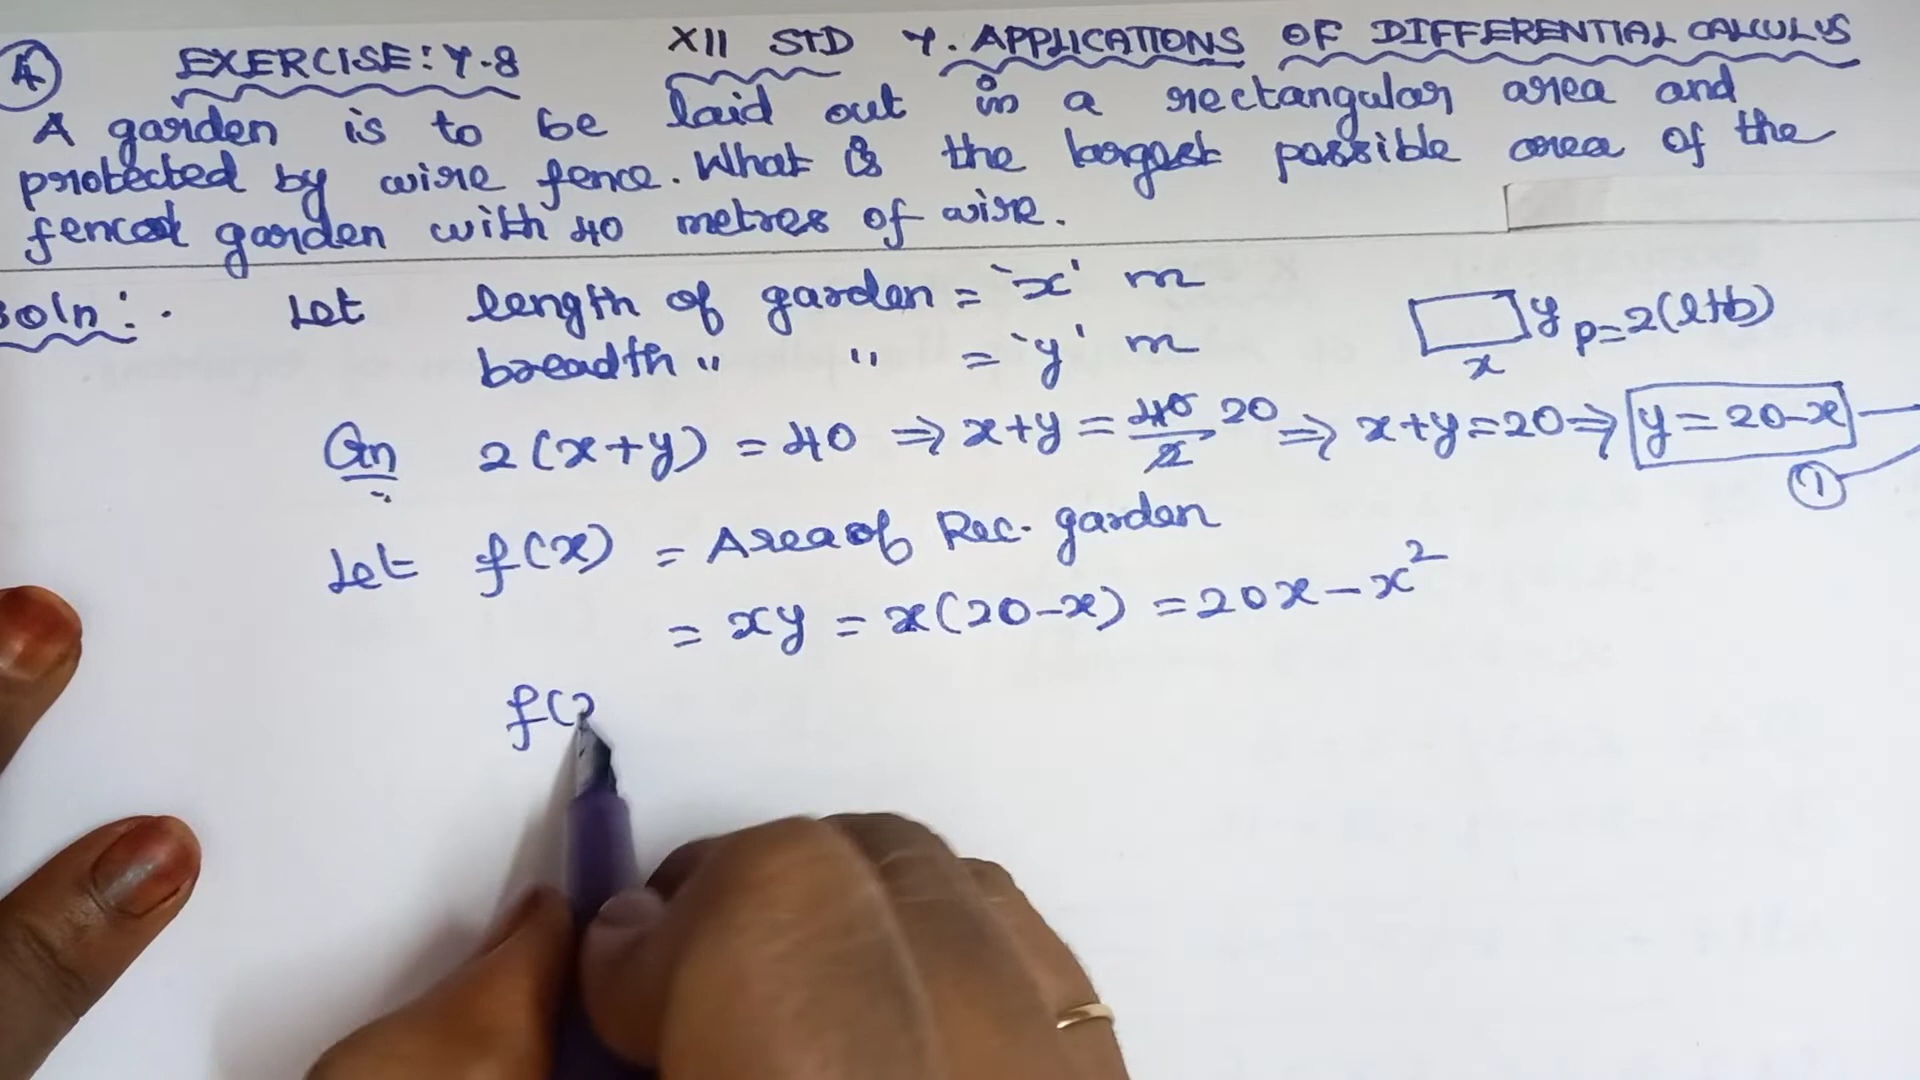 4 EXERCISE: 7.8 XII STD 7. APPLICATIONS OF DIFFERENTIAL CALCULUS
A garden is to be laid out in a rectangular area and
protected by wire fence. What is the largest possible area of the
fenced garden with 40 metres of wire.
Soln:. Let length of garden = 'x' m
breadth " " = 'y' m
x y P=2(l+b)
Gn 2(x+y) = 40 ⇒ x+y = 40/2 20 ⇒ x+y=20 ⇒ y = 20-x 1
Let f(x) = Area of Rec. garden
= xy = x(20-x) = 20x - x²
f(